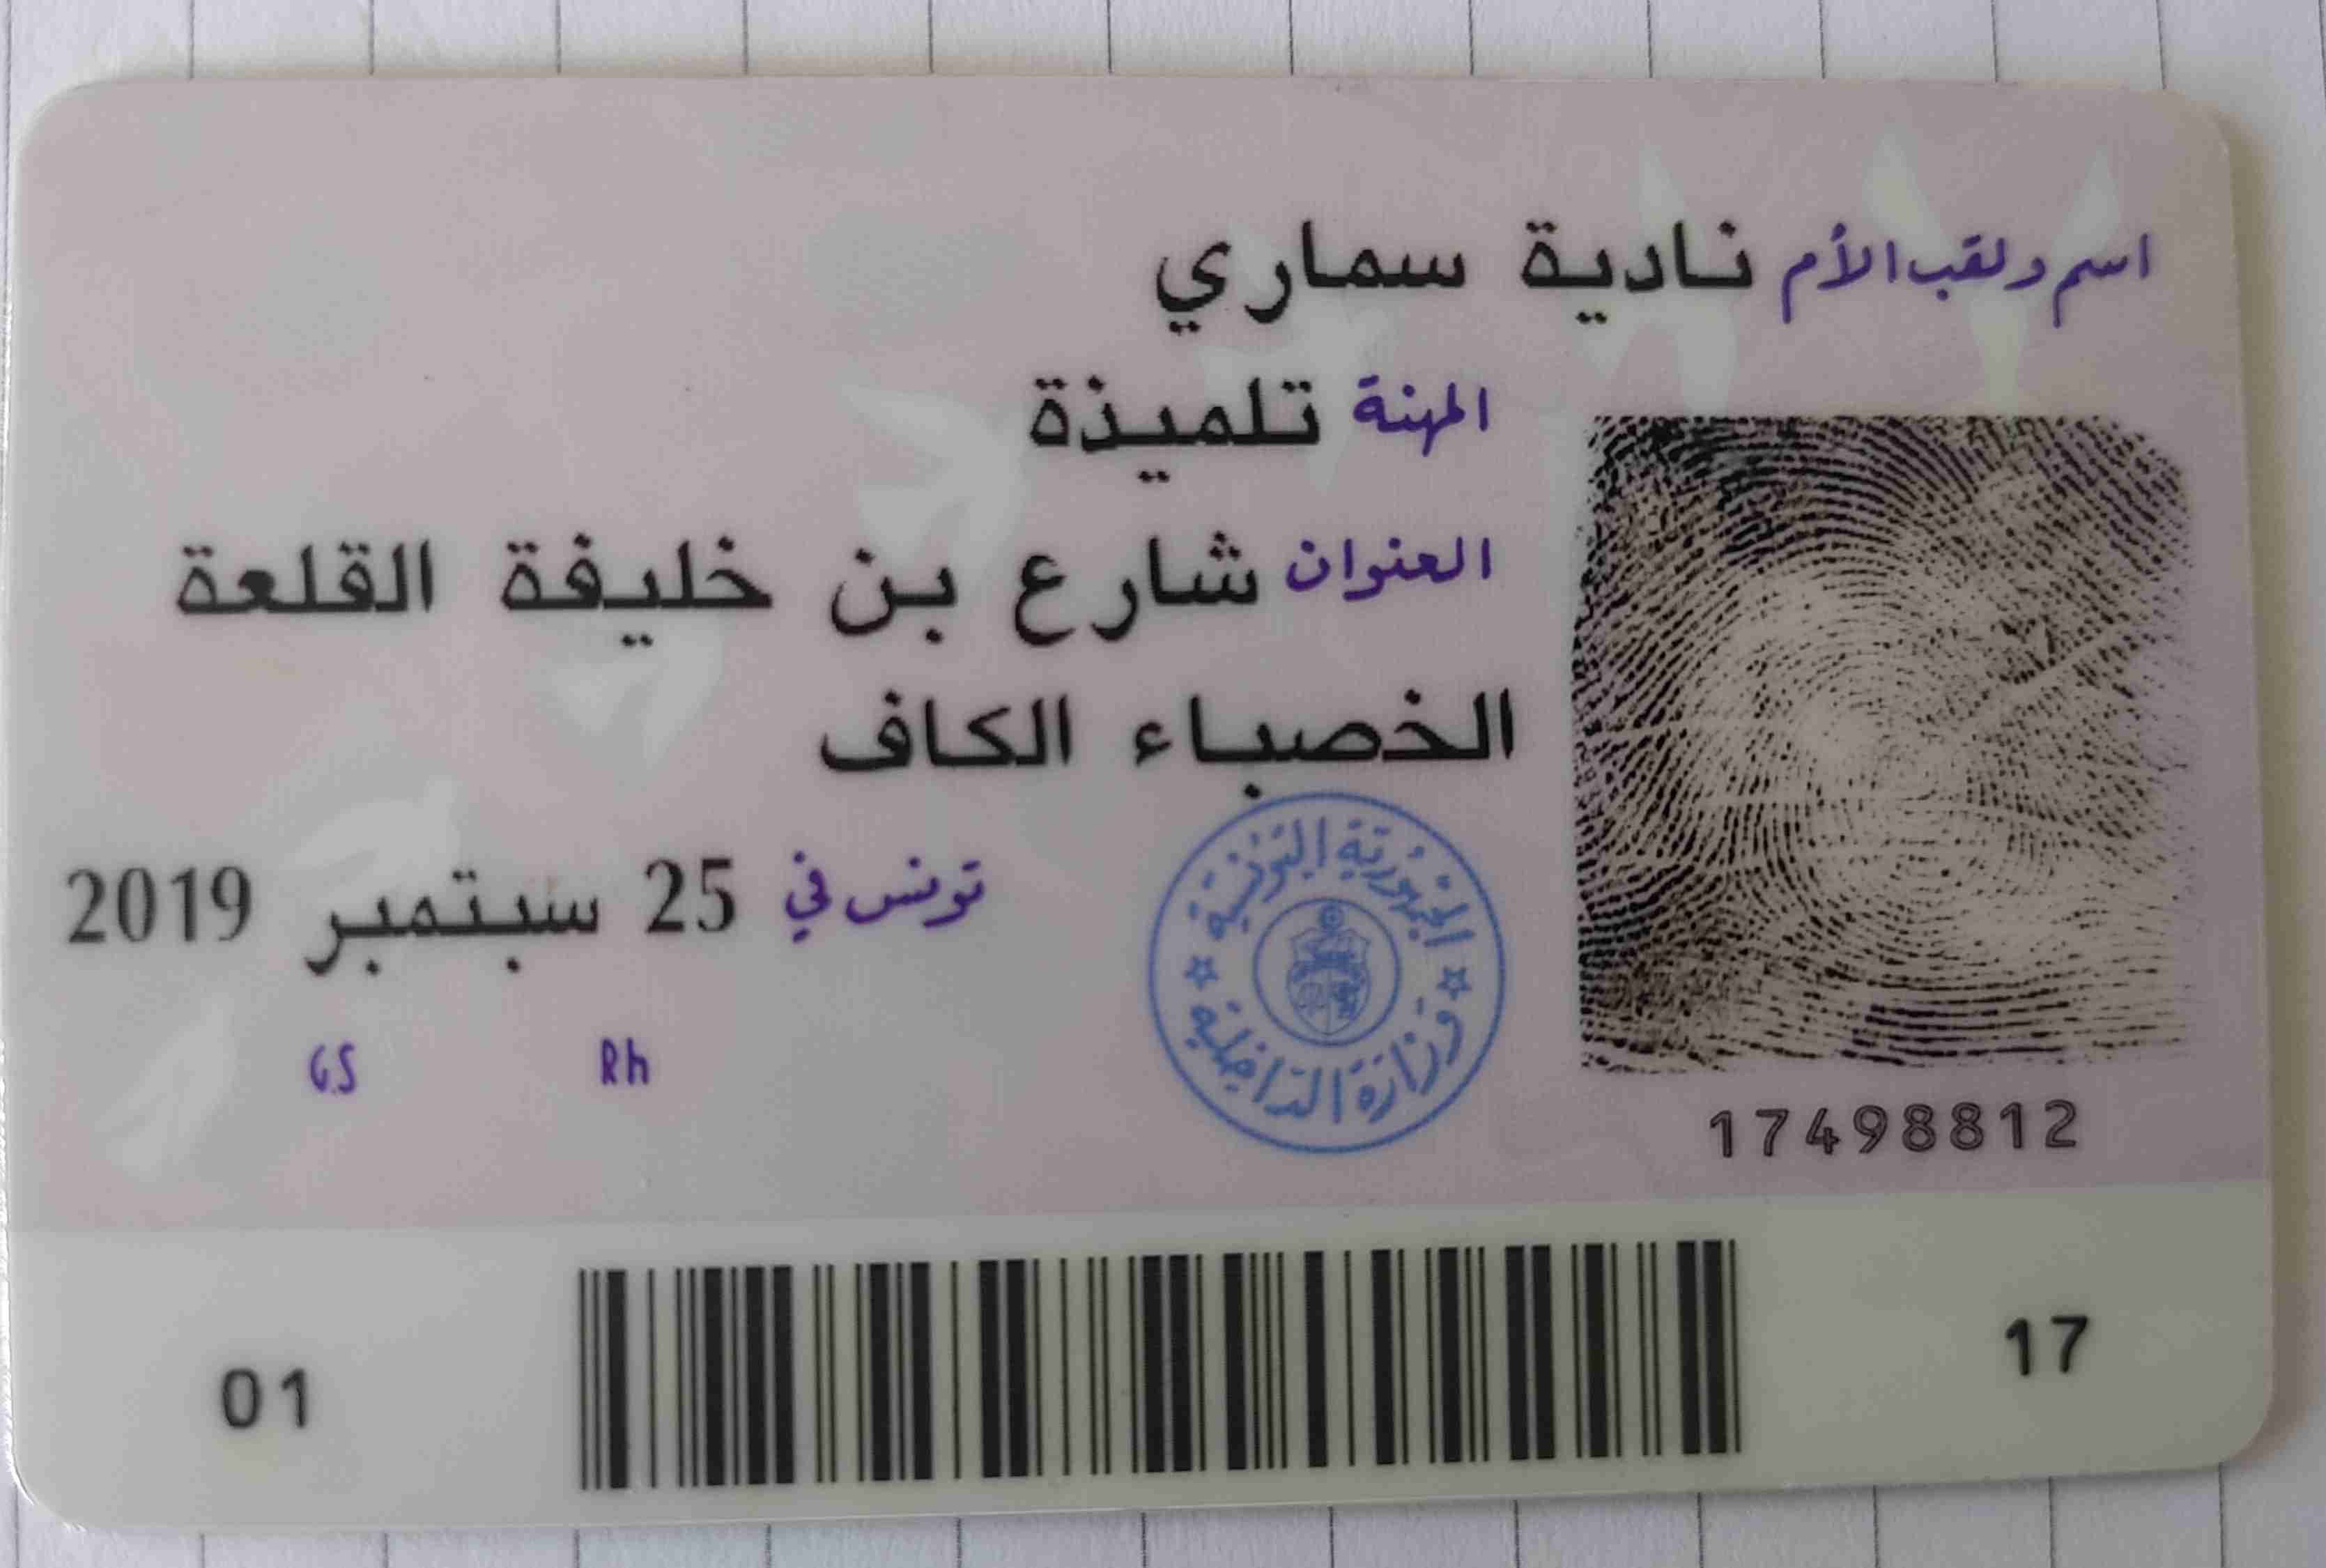 اسم ولقب الأم نادية سماري
المهنة تلميذة
العنوان شارع بن خليفة القلعة
الخصباء الكاف
تونس في 25 سبتمبر 2019
الجمهورية التونسية
وزارة الداخلية
GS Rh
17498812
01 17